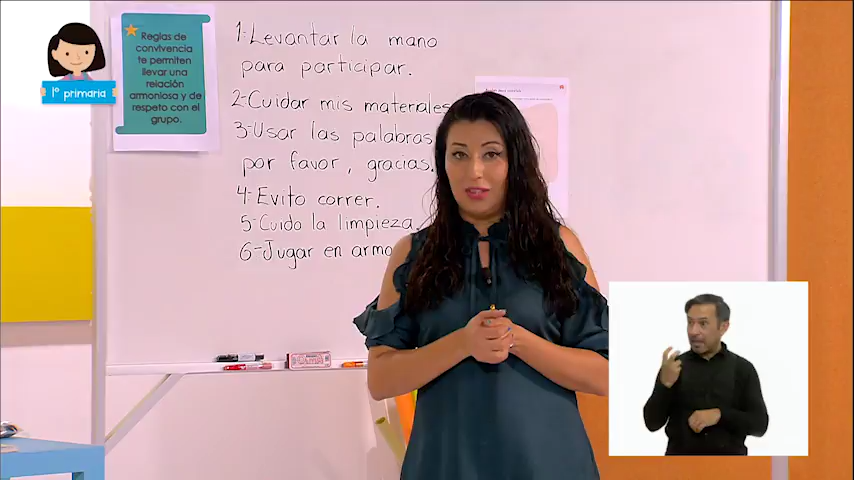 Reglas de
convivencia
te permiten
llevar una
relación
armoniosa y de
respeto con el
grupo.
1º primaria
1-Levantar la mano
para participar.
2-Cuidar mis materiales
3-Usar las palabras
por favor, gracias.
4-Evito correr.
5-Cuido la limpieza.
6-Jugar en armo